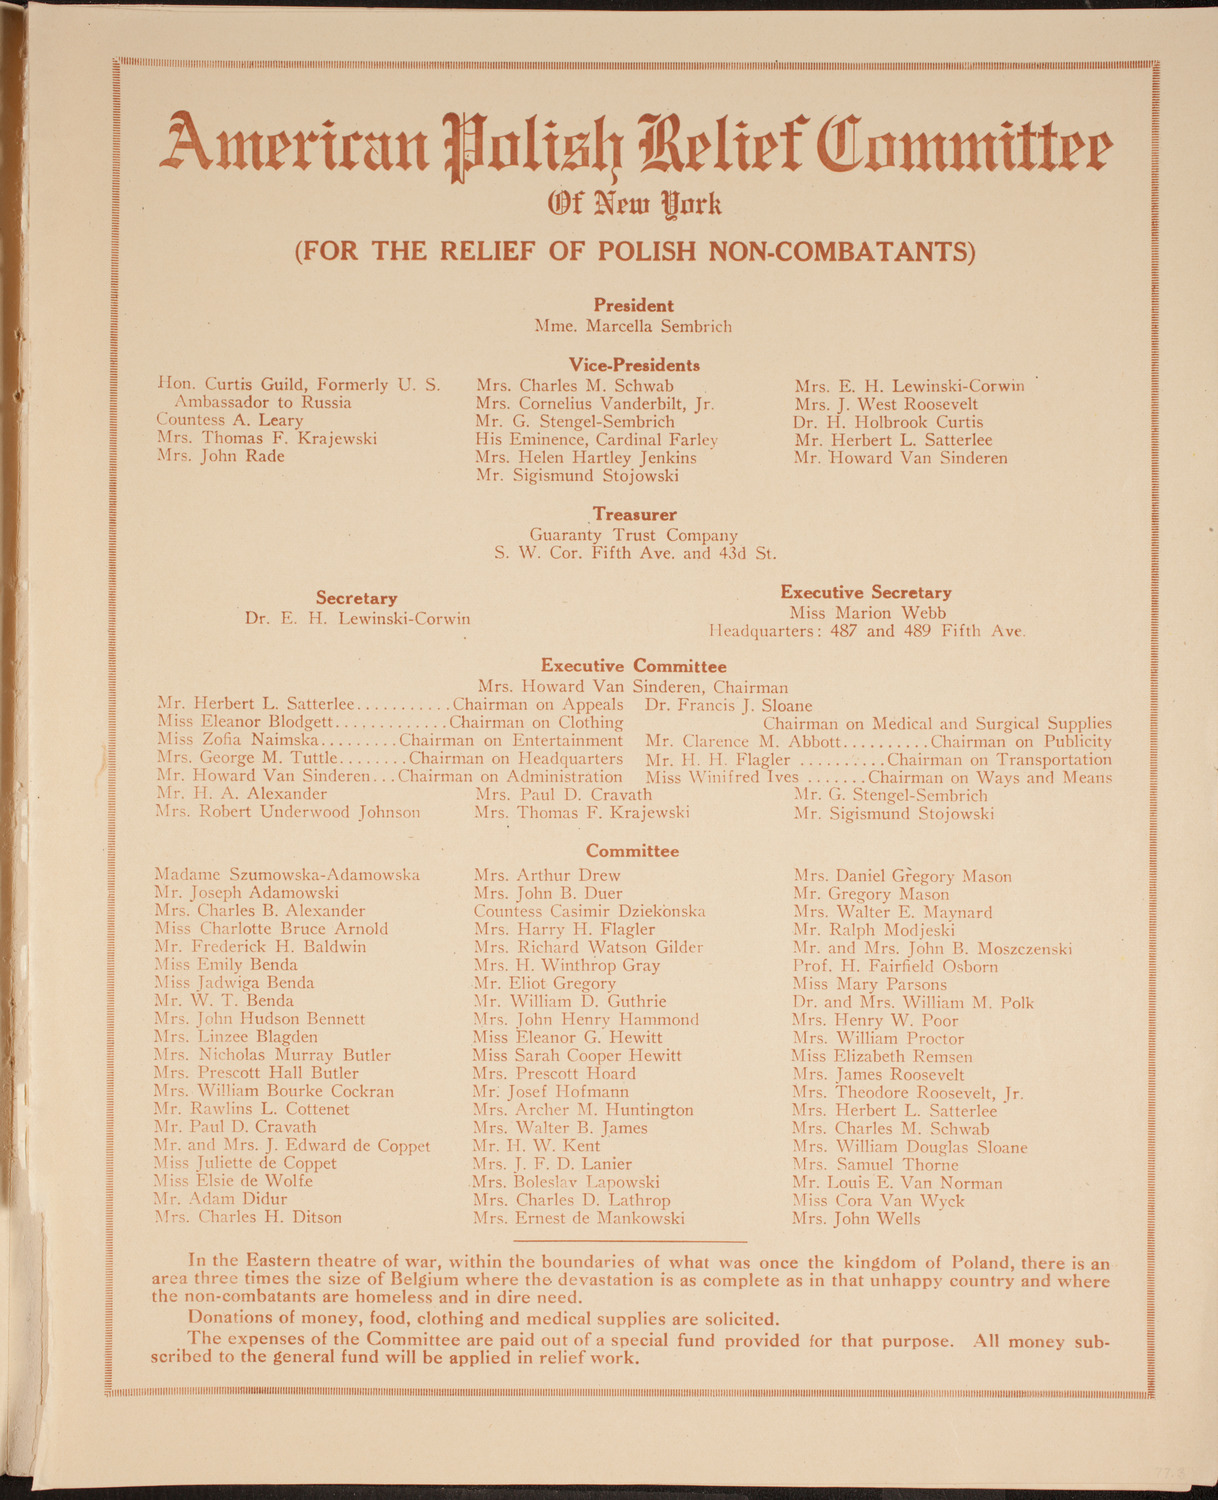 American Polish Relief Committee
Of New York
(FOR THE RELIEF OF POLISH NON-COMBATANTS)
President
Mme. Marcella Sembrich
Vice-Presidents
Hon. Curtis Guild, Formerly U. S.
Ambassador to Russia
Countess A. Leary
Mrs. Thomas F. Krajewski
Mrs. John Rade
Mrs. Charles M. Schwab
Mrs. Cornelius Vanderbilt, Jr.
Mr. G. Stengel-Sembrich
His Eminence, Cardinal Farley
Mrs. Helen Hartley Jenkins
Mr. Sigismund Stojowski
Mrs. E. H. Lewinski-Corwin
Mrs. J. West Roosevelt
Dr. H. Holbrook Curtis
Mr. Herbert L. Satterlee
Mr. Howard Van Sinderen
Treasurer
Guaranty Trust Company
S. W. Cor. Fifth Ave. and 43d St.
Secretary
Dr. E. H. Lewinski-Corwin
Executive Secretary
Miss Marion Webb
Headquarters: 487 and 489 Fifth Ave.
Executive Committee
Mrs. Howard Van Sinderen, Chairman
Mr. Herbert L. Satterlee...........Chairman on Appeals
Miss Eleanor Blodgett.............Chairman on Clothing
Miss Zofia Naimska.........Chairman on Entertainment
Mrs. George M. Tuttle........Chairman on Headquarters
Mr. Howard Van Sinderen...Chairman on Administration
Dr. Francis J. Sloane
Chairman on Medical and Surgical Supplies
Mr. Clarence M. Abbott..........Chairman on Publicity
Mr. H. H. Flagler ..........Chairman on Transportation
Miss Winifred Ives .......Chairman on Ways and Means
Mr. H. A. Alexander
Mrs. Robert Underwood Johnson
Mrs. Paul D. Cravath
Mrs. Thomas F. Krajewski
Mr. G. Stengel-Sembrich
Mr. Sigismund Stojowski
Committee
Madame Szumowska-Adamowska
Mr. Joseph Adamowski
Mrs. Charles B. Alexander
Miss Charlotte Bruce Arnold
Mr. Frederick H. Baldwin
Miss Emily Benda
Miss Jadwiga Benda
Mr. W. T. Benda
Mrs. John Hudson Bennett
Mrs. Linzee Blagden
Mrs. Nicholas Murray Butler
Mrs. Prescott Hall Butler
Mrs. William Bourke Cockran
Mr. Rawlins L. Cottenet
Mr. Paul D. Cravath
Mr. and Mrs. J. Edward de Coppet
Miss Juliette de Coppet
Miss Elsie de Wolfe
Mr. Adam Didur
Mrs. Charles H. Ditson
Mrs. Arthur Drew
Mrs. John B. Duer
Countess Casimir Dziekonska
Mrs. Harry H. Flagler
Mrs. Richard Watson Gilder
Mrs. H. Winthrop Gray
Mr. Eliot Gregory
Mr. William D. Guthrie
Mrs. John Henry Hammond
Miss Eleanor G. Hewitt
Miss Sarah Cooper Hewitt
Mrs. Prescott Hoard
Mr. Josef Hofmann
Mrs. Archer M. Huntington
Mrs. Walter B. James
Mr. H. W. Kent
Mrs. J. F. D. Lanier
Mrs. Boleslav Lapowski
Mrs. Charles D. Lathrop
Mrs. Ernest de Mankowski
Mrs. Daniel Gregory Mason
Mr. Gregory Mason
Mrs. Walter E. Maynard
Mr. Ralph Modjeski
Mr. and Mrs. John B. Moszczenski
Prof. H. Fairfield Osborn
Miss Mary Parsons
Dr. and Mrs. William M. Polk
Mrs. Henry W. Poor
Mrs. William Proctor
Miss Elizabeth Remsen
Mrs. James Roosevelt
Mrs. Theodore Roosevelt, Jr.
Mrs. Herbert L. Satterlee
Mrs. Charles M. Schwab
Mrs. William Douglas Sloane
Mrs. Samuel Thorne
Mr. Louis E. Van Norman
Miss Cora Van Wyck
Mrs. John Wells
In the Eastern theatre of war, within the boundaries of what was once the kingdom of Poland, there is an
area three times the size of Belgium where the devastation is as complete as in that unhappy country and where
the non-combatants are homeless and in dire need.
Donations of money, food, clothing and medical supplies are solicited.
The expenses of the Committee are paid out of a special fund provided for that purpose. All money sub-
scribed to the general fund will be applied in relief work.